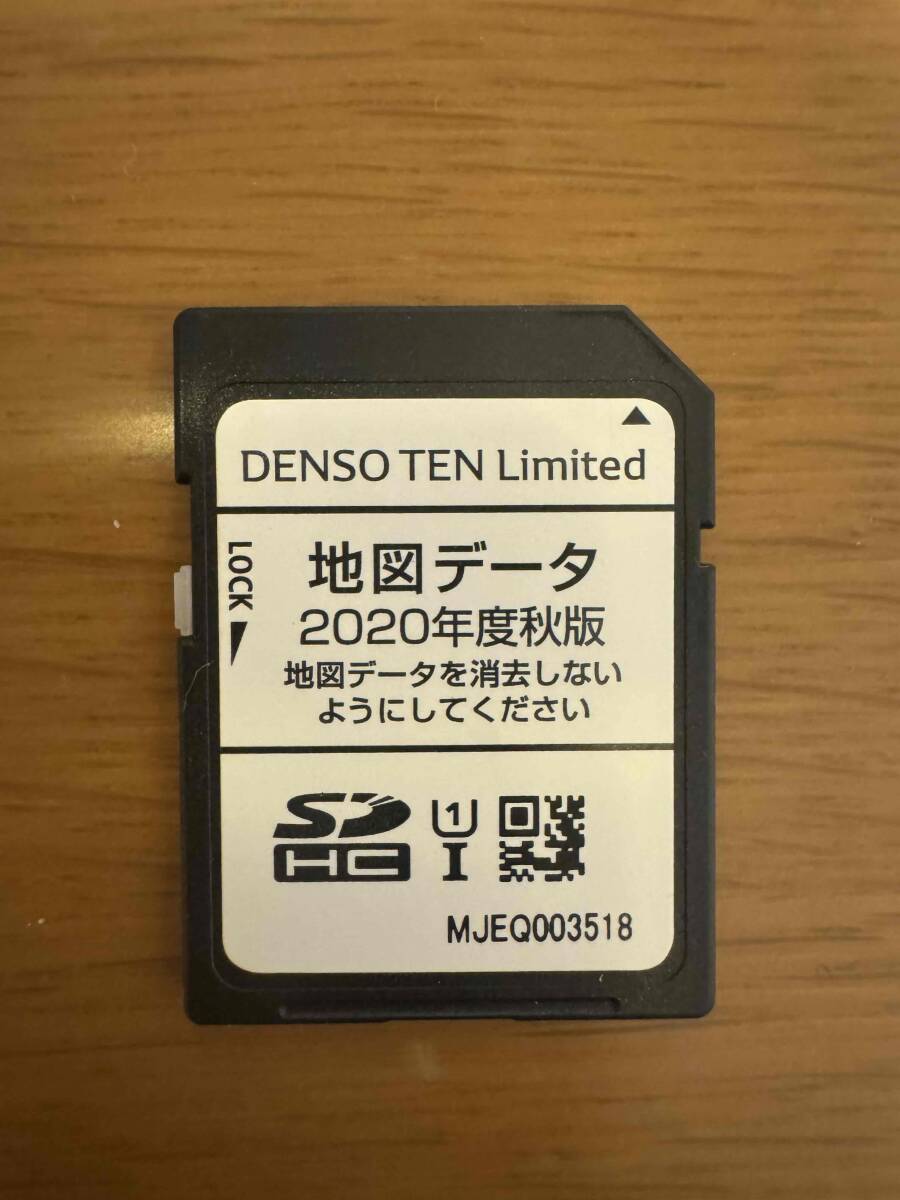 DENSO TEN Limited
LOCK
地図データ
2020年度秋版
地図データを消去しない
ようにしてください
SD
HC
1
I
MJEQ003518